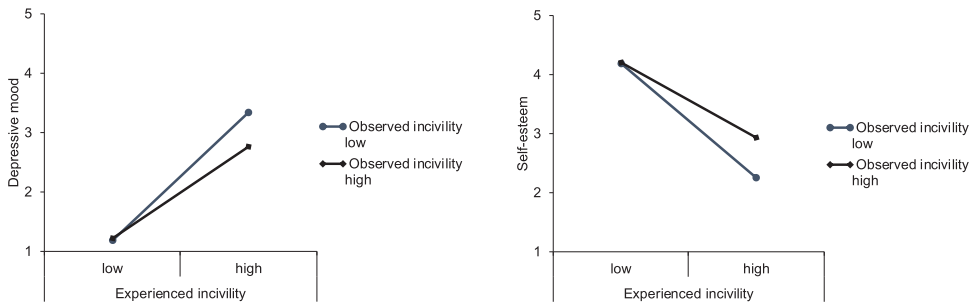 5
4
3
2
1
Depressive mood
low
high
Experienced incivility
Observed incivility
low
Observed incivility
high
5
4
3
2
1
Self-esteem
low
high
Experienced incivility
Observed incivility
low
Observed incivility
high